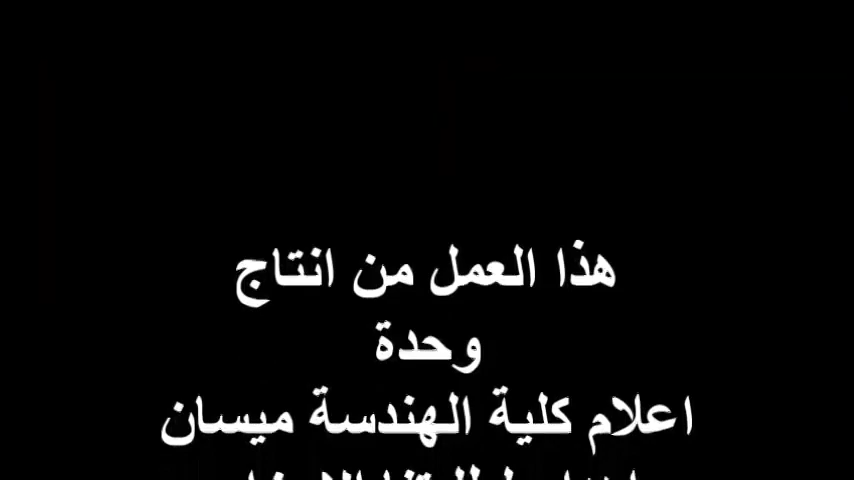 هذا العمل من انتاج
وحدة
اعلام كلية الهندسة ميسان